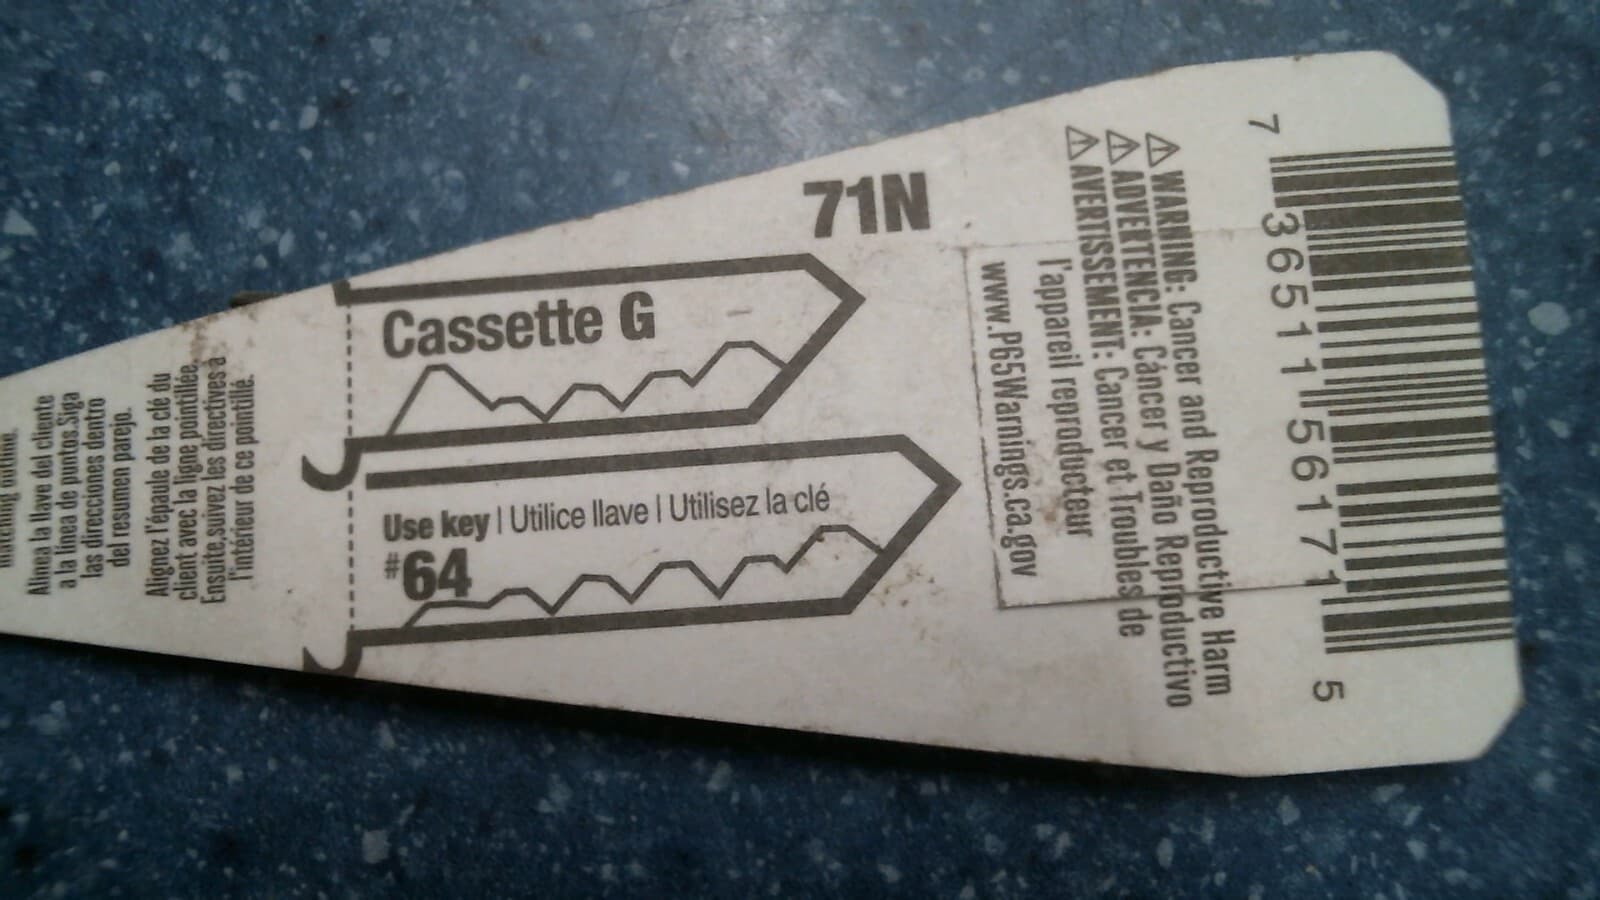 matching outline.
Alinea la llave del cliente
a la linea de puntos.Siga
las direcciones dentro
del resumen parejo.
Alignez l'épaule de la clé du
client avec la ligne pointillée.
Ensuite,suivez les directives à
l'intérieur de ce pointillé.
71N
Cassette G
Use key | Utilice llave | Utilisez la clé
#64
⚠ WARNING: Cancer and Reproductive Harm
⚠ ADVERTENCIA: Cáncer y Daño Reproductivo
⚠ AVERTISSEMENT: Cancer et Troubles de
l'appareil reproducteur
www.P65Warnings.ca.gov
7 36511 56171 5